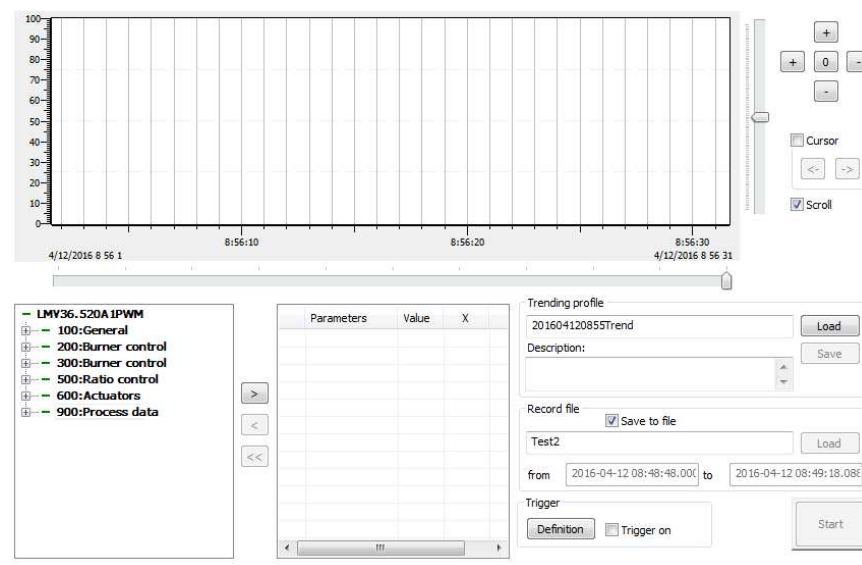 100
90
80
70
60
50
40
30
20
10
0
8:56:10 8:56:20 8:56:30
4/12/2016 8 56 1 4/12/2016 8 56 31
+
+ 0 -
-
Cursor
<- ->
Scroll
LMV36.520A1PWM
100:General
200:Burner control
300:Burner control
500:Ratio control
600:Actuators
900:Process data
>
<
<<
Parameters Value X
Trending profile
201604120855Trend Load
Description: Save
Record file
Save to file
Test2 Load
from 2016-04-12 08:48:48.00 to 2016-04-12 08:49:18.08
Trigger
Definition Trigger on Start